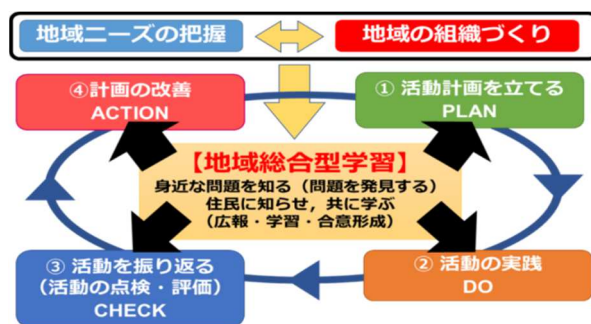 地域ニーズの把握
地域の組織づくり
④計画の改善
ACTION
① 活動計画を立てる
PLAN
【地域総合型学習】
身近な問題を知る（問題を発見する）
住民に知らせ，共に学ぶ
（広報・学習・合意形成）
③ 活動を振り返る
（活動の点検・評価）
CHECK
② 活動の実践
DO